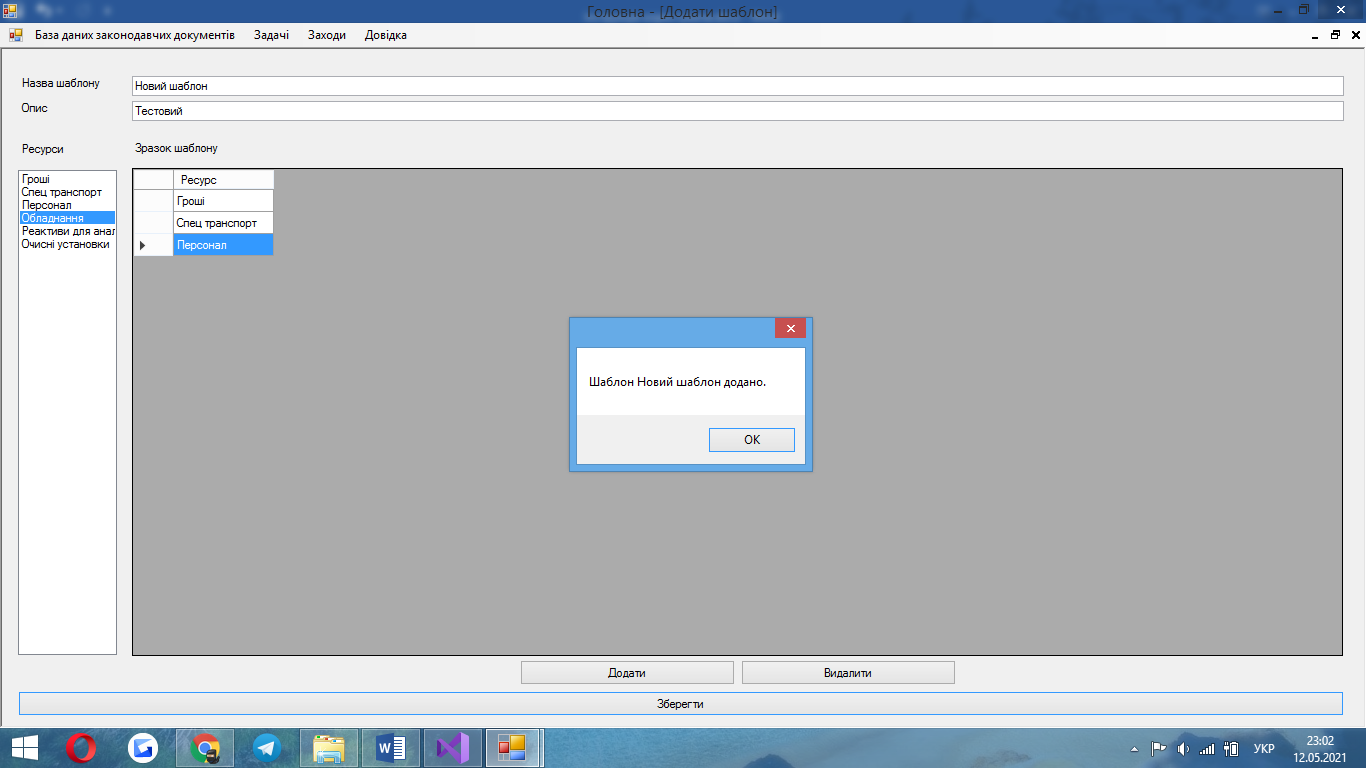 Головна - [Додати шаблон]
База даних законодавчих документів Задачі Заходи Довідка
Назва шаблону Новий шаблон
Опис Тестовий
Ресурси Зразок шаблону
Гроші
Спец транспорт
Персонал
Обладнання
Реактиви для анал
Очисні установки
Ресурс
Гроші
Спец транспорт
Персонал
Шаблон Новий шаблон додано.
OK
Додати Видалити
Зберегти
УКР 23:02
12.05.2021